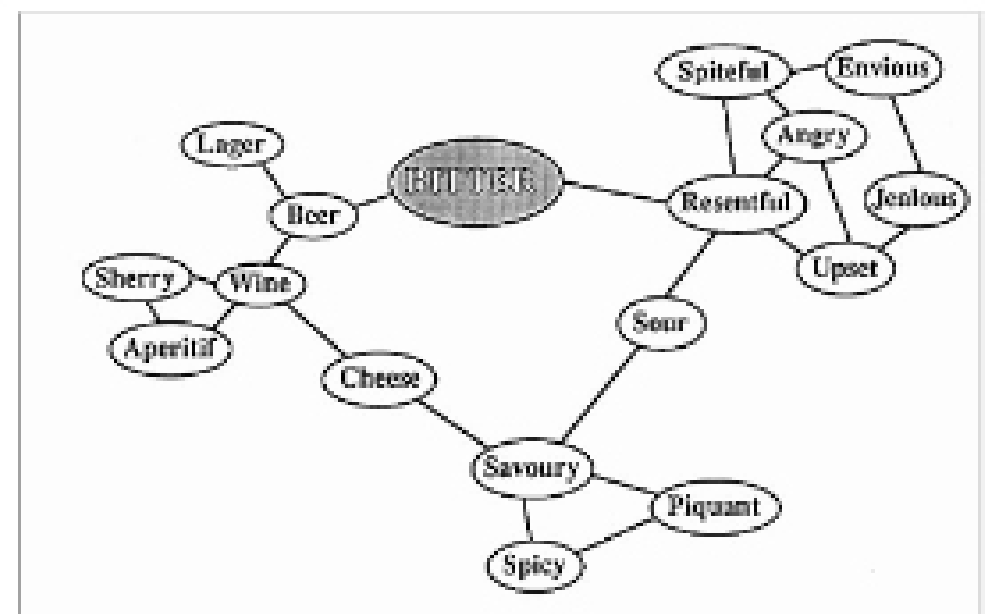 Spiteful
Envious
Lager
Angry
BITTER
Beer
Resentful
Jealous
Sherry
Wine
Upset
Aperitif
Sour
Cheese
Savoury
Piquant
Spicy